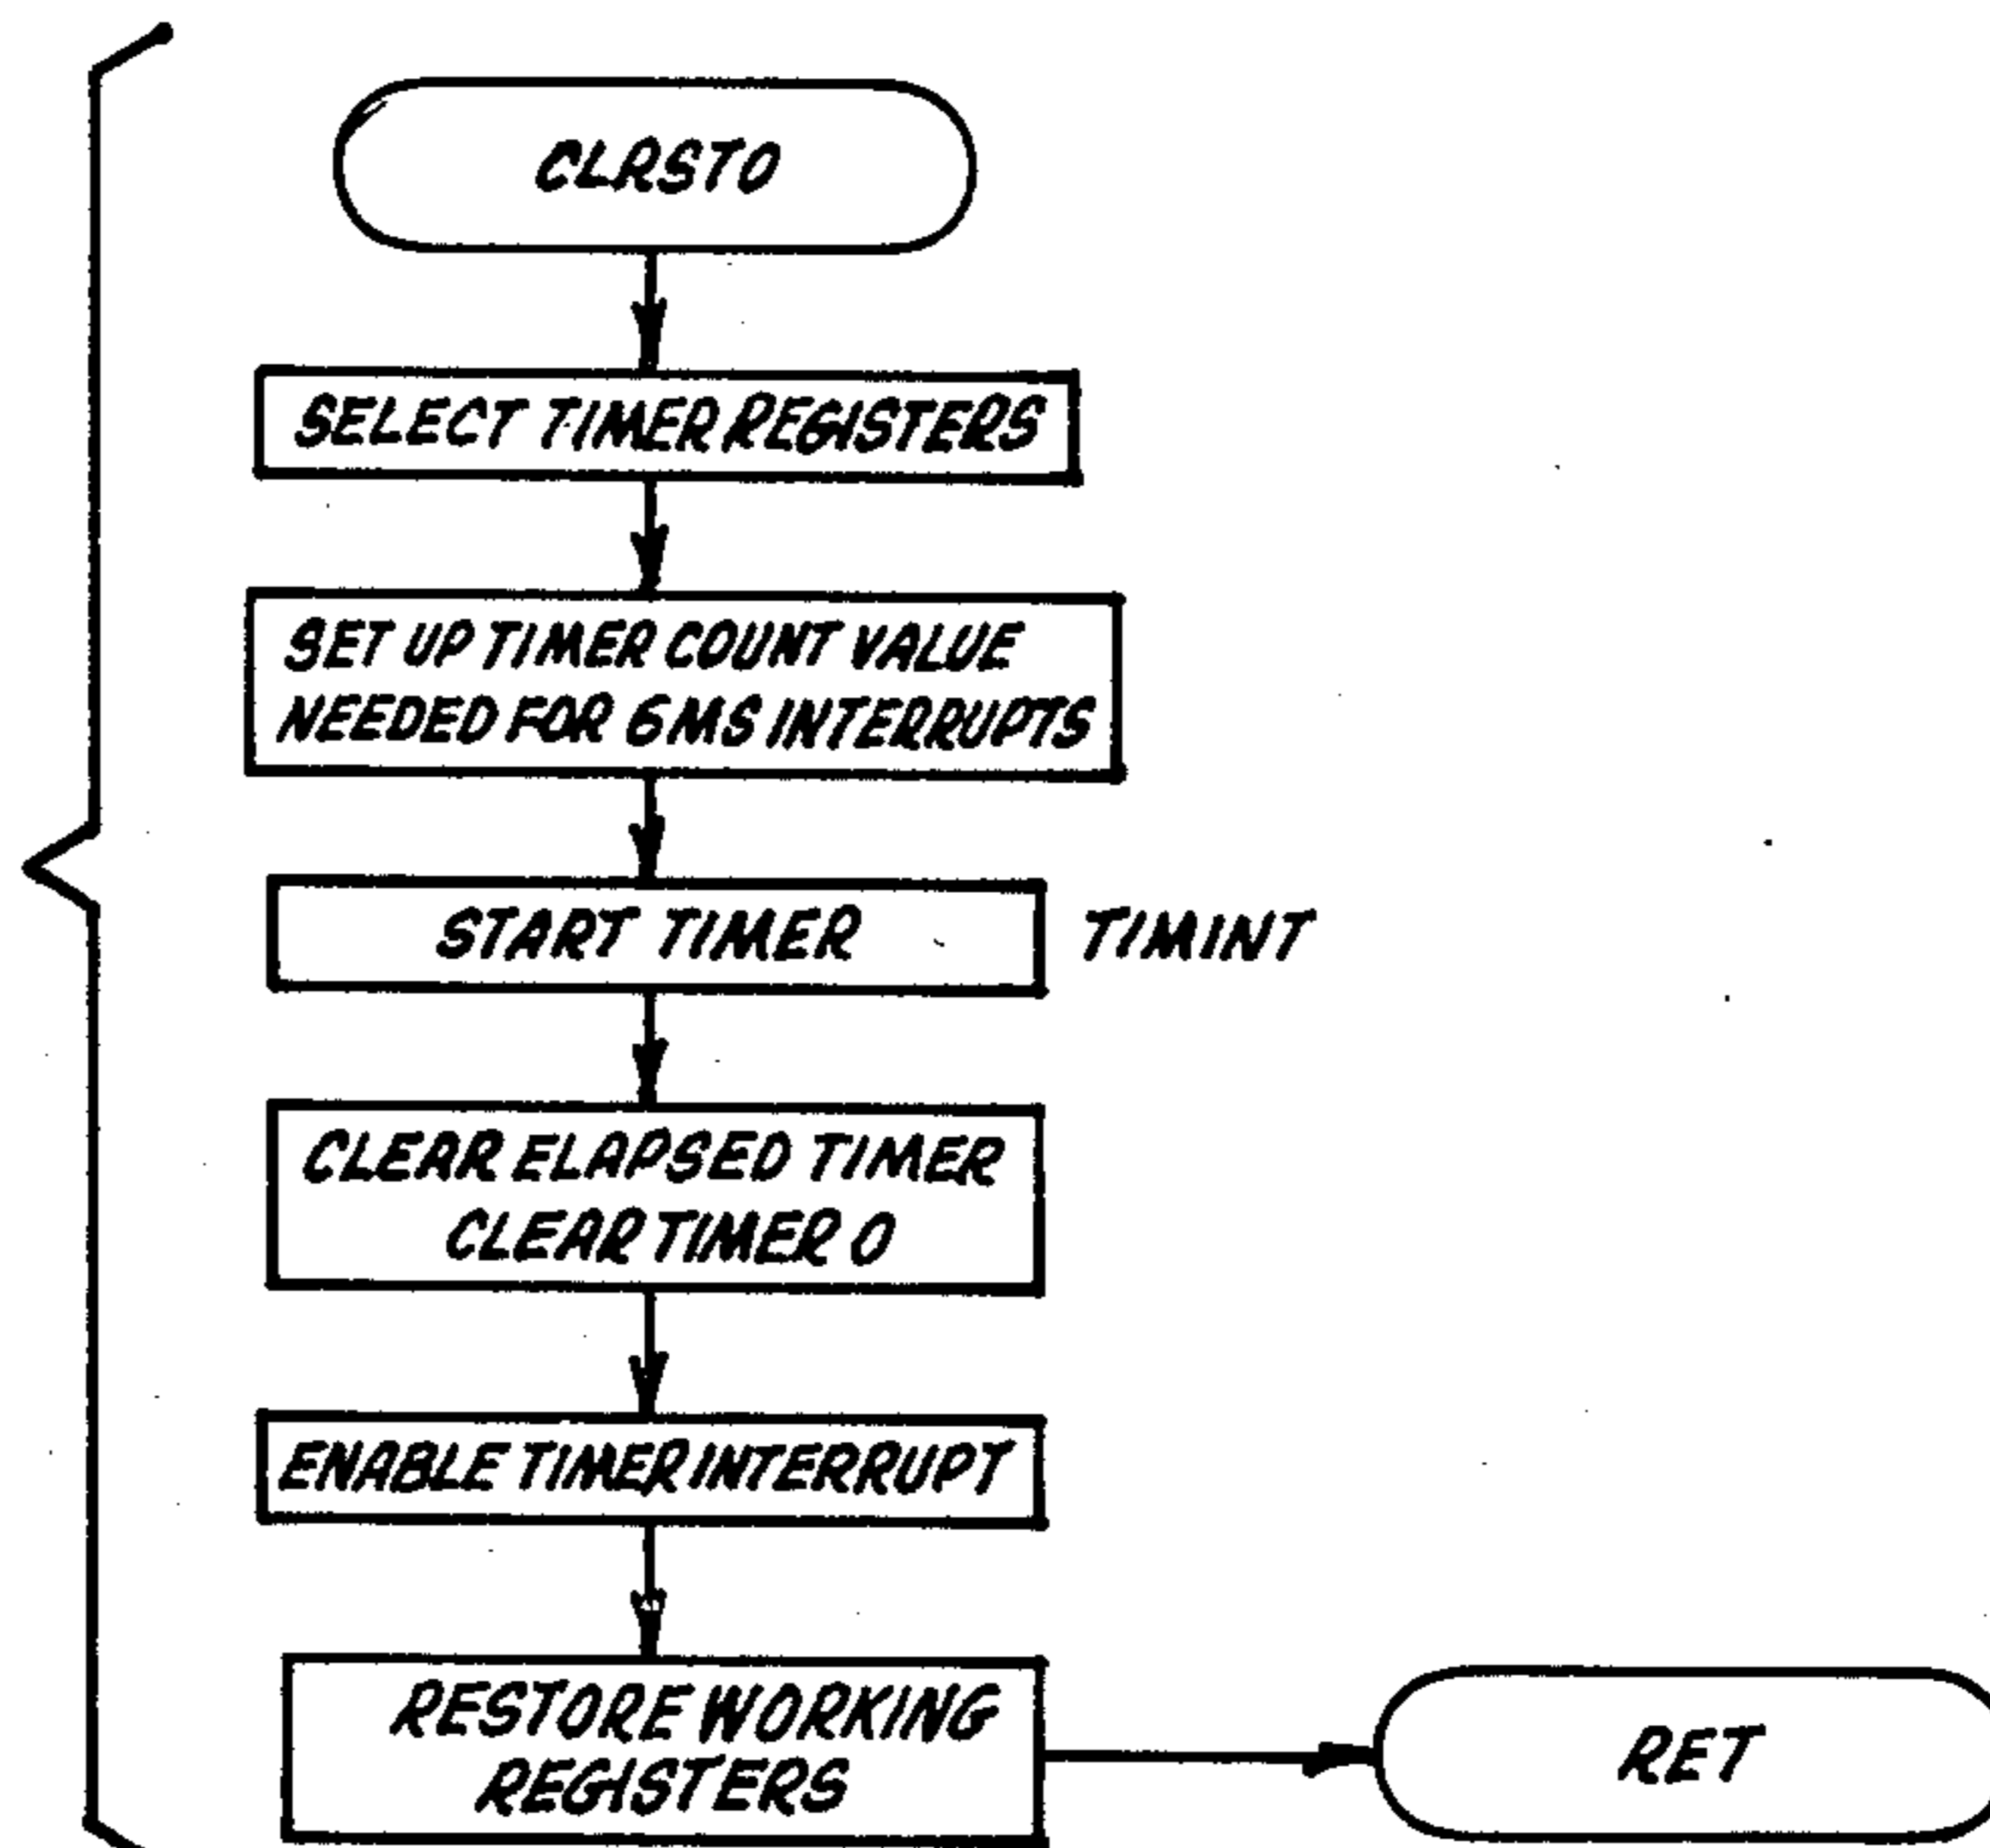 CLRSTO
SELECT TIMER REGISTERS
SET UP TIMER COUNT VALUE
NEEDED FOR 6MS INTERRUPTS
START TIMER
TIMINT
CLEAR ELAPSED TIMER
CLEAR TIMER 0
ENABLE TIMER INTERRUPT
RESTORE WORKING
REGISTERS
RET